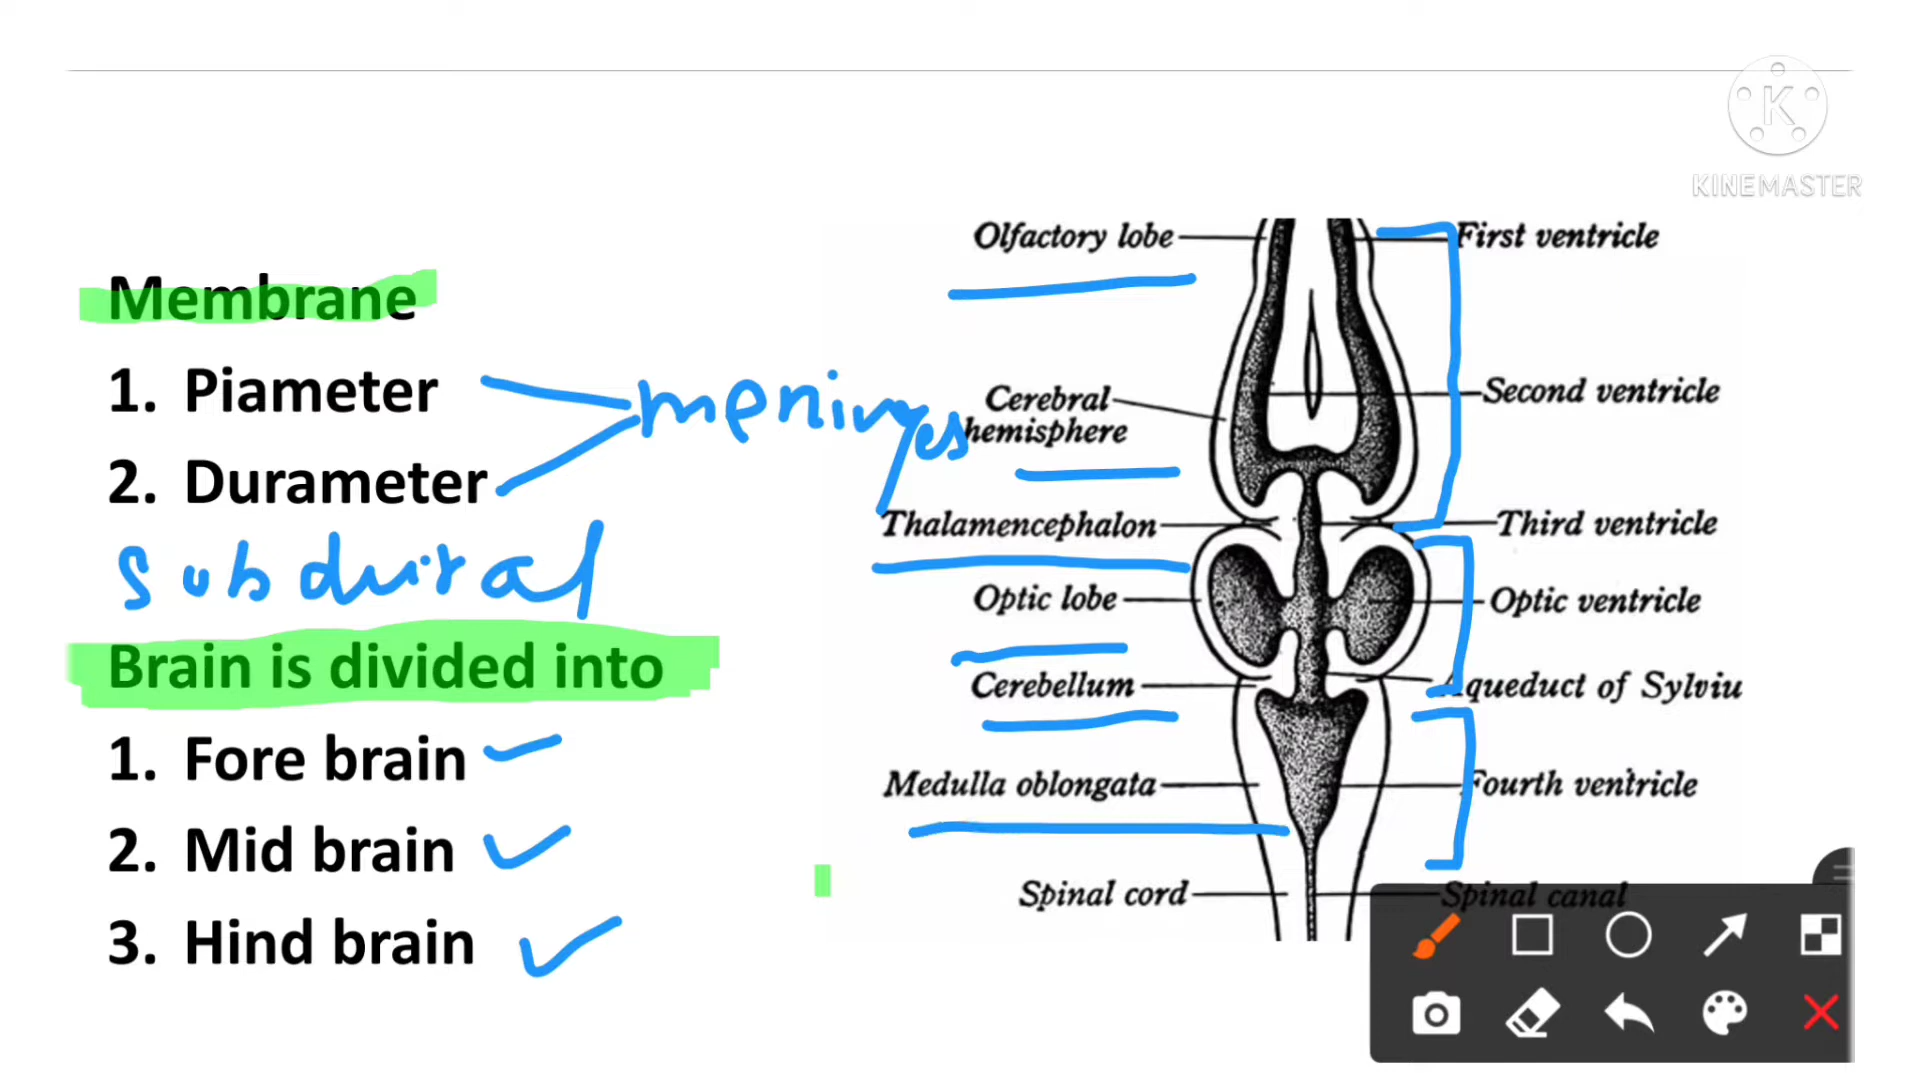 KINEMASTER
Membrane
1. Piameter
2. Durameter
meninges
subdural
Brain is divided into
1. Fore brain
2. Mid brain
3. Hind brain
Olfactory lobe
Cerebral
hemisphere
Thalamencephalon
Optic lobe
Cerebellum
Medulla oblongata
Spinal cord
First ventricle
Second ventricle
Third ventricle
Optic ventricle
Aqueduct of Sylviu
Fourth ventricle
Spinal canal